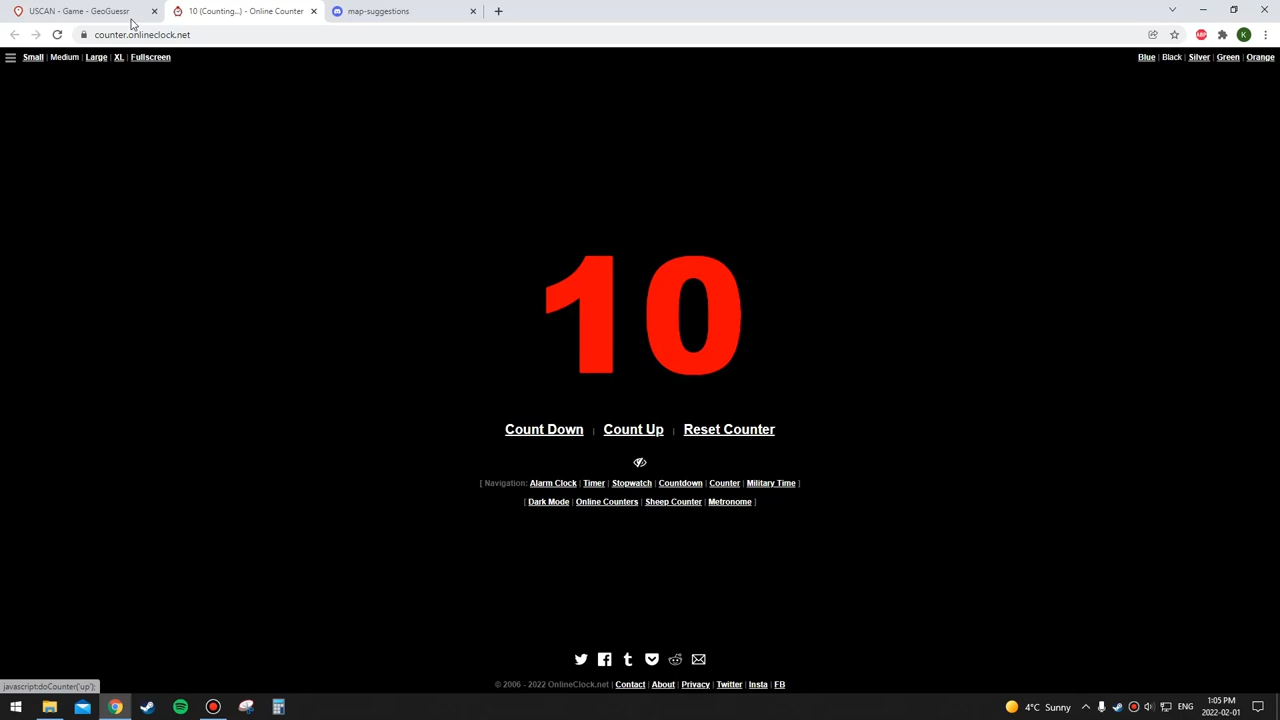 USCAN - Game - GeoGuessr
10 (Counting...) - Online Counter
map-suggestions
counter.onlineclock.net
ABP
K
Small | Medium | Large | XL | Fullscreen
Blue | Black | Silver | Green | Orange
10
Count Down | Count Up | Reset Counter
[ Navigation: Alarm Clock | Timer | Stopwatch | Countdown | Counter | Military Time ]
[ Dark Mode | Online Counters | Sheep Counter | Metronome ]
javascript:doCounter('up');
© 2006 - 2022 OnlineClock.net | Contact | About | Privacy | Twitter | Insta | FB
4°C Sunny
ENG
1:05 PM
2022-02-01